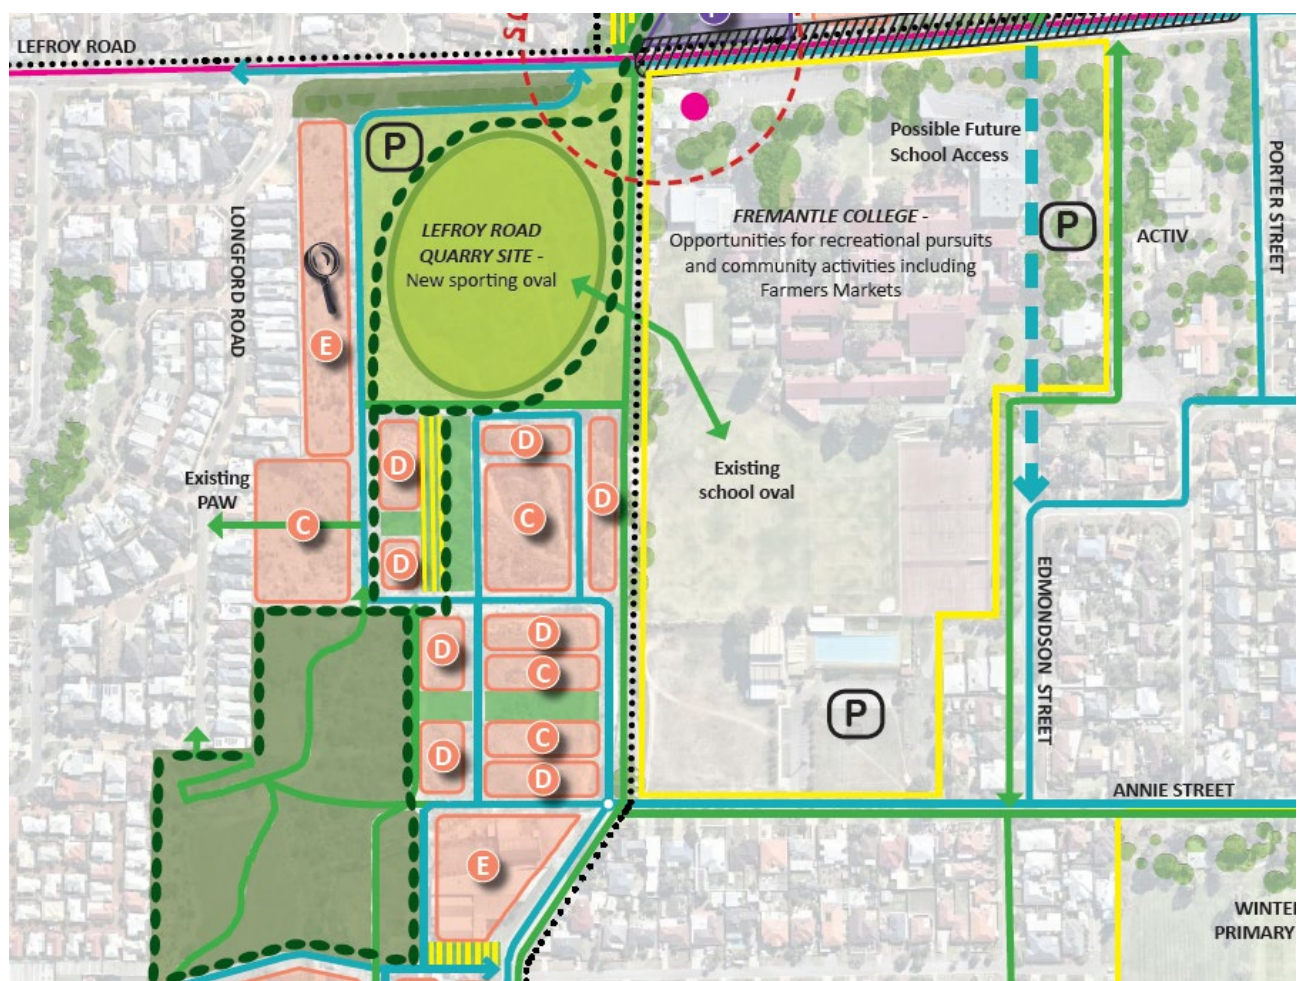 LEFROY ROAD
P
P
Possible Future
School Access
PORTER STREET
LONGFORD ROAD
LEFROY ROAD
QUARRY SITE -
New sporting oval
FREMANTLE COLLEGE -
Opportunities for recreational pursuits
and community activities including
Farmers Markets
P
ACTIV
E
D
D
D
C
D
C
D
Existing
PAW
Existing
school oval
EDMONDSON STREET
D
D
C
D
C
D
P
ANNIE STREET
E
WINTE
PRIMARY